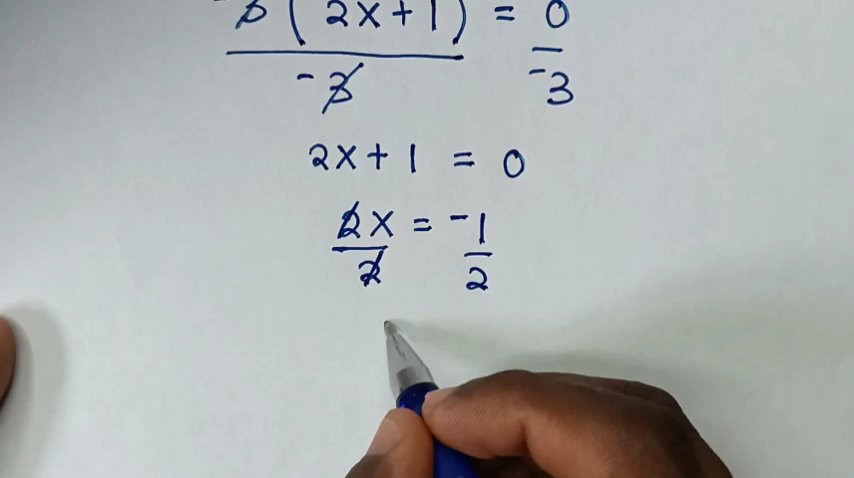 -3(2x+1) = 0
-3 -3
2x+1 = 0
2x = -1
2 2